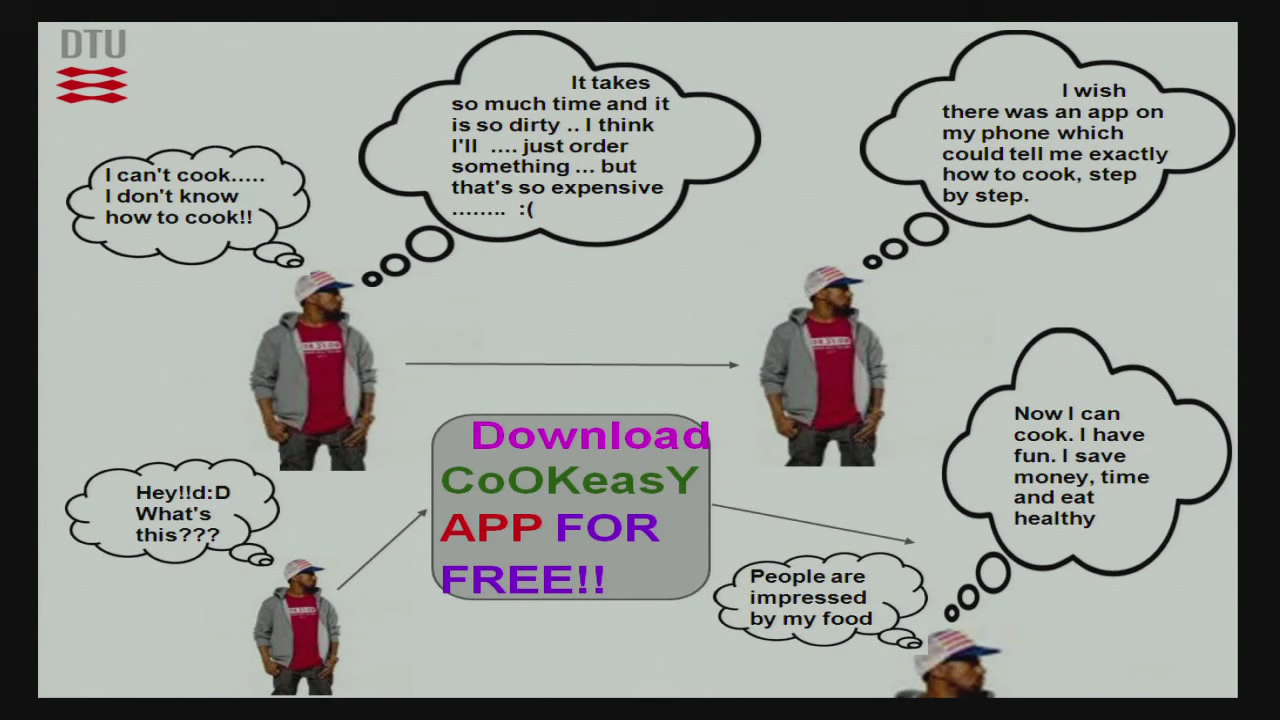 DTU
I can't cook.....
I don't know
how to cook!!
It takes
so much time and it
is so dirty .. I think
I'll .... just order
something ... but
that's so expensive
........ :(
I wish
there was an app on
my phone which
could tell me exactly
how to cook, step
by step.
Hey!!d:D
What's
this???
Download
CoOKeasY
APP FOR
FREE!!
People are
impressed
by my food
Now I can
cook. I have
fun. I save
money, time
and eat
healthy